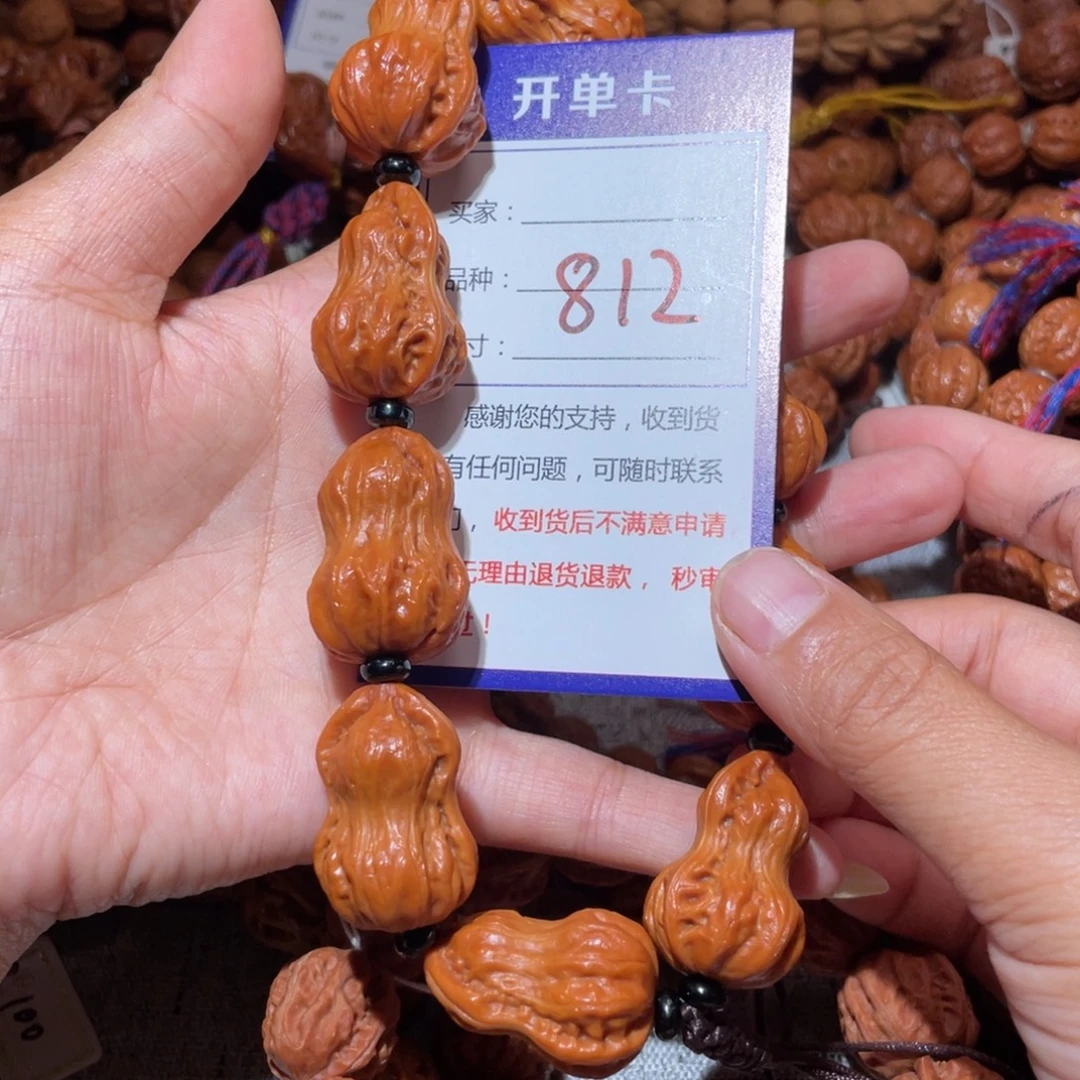 开单卡
买家：
品种：812
寸：
感谢您的支持，收到货
有任何问题，可随时联系
，收到货后不满意申请
理由退货退款，秒审
！
100